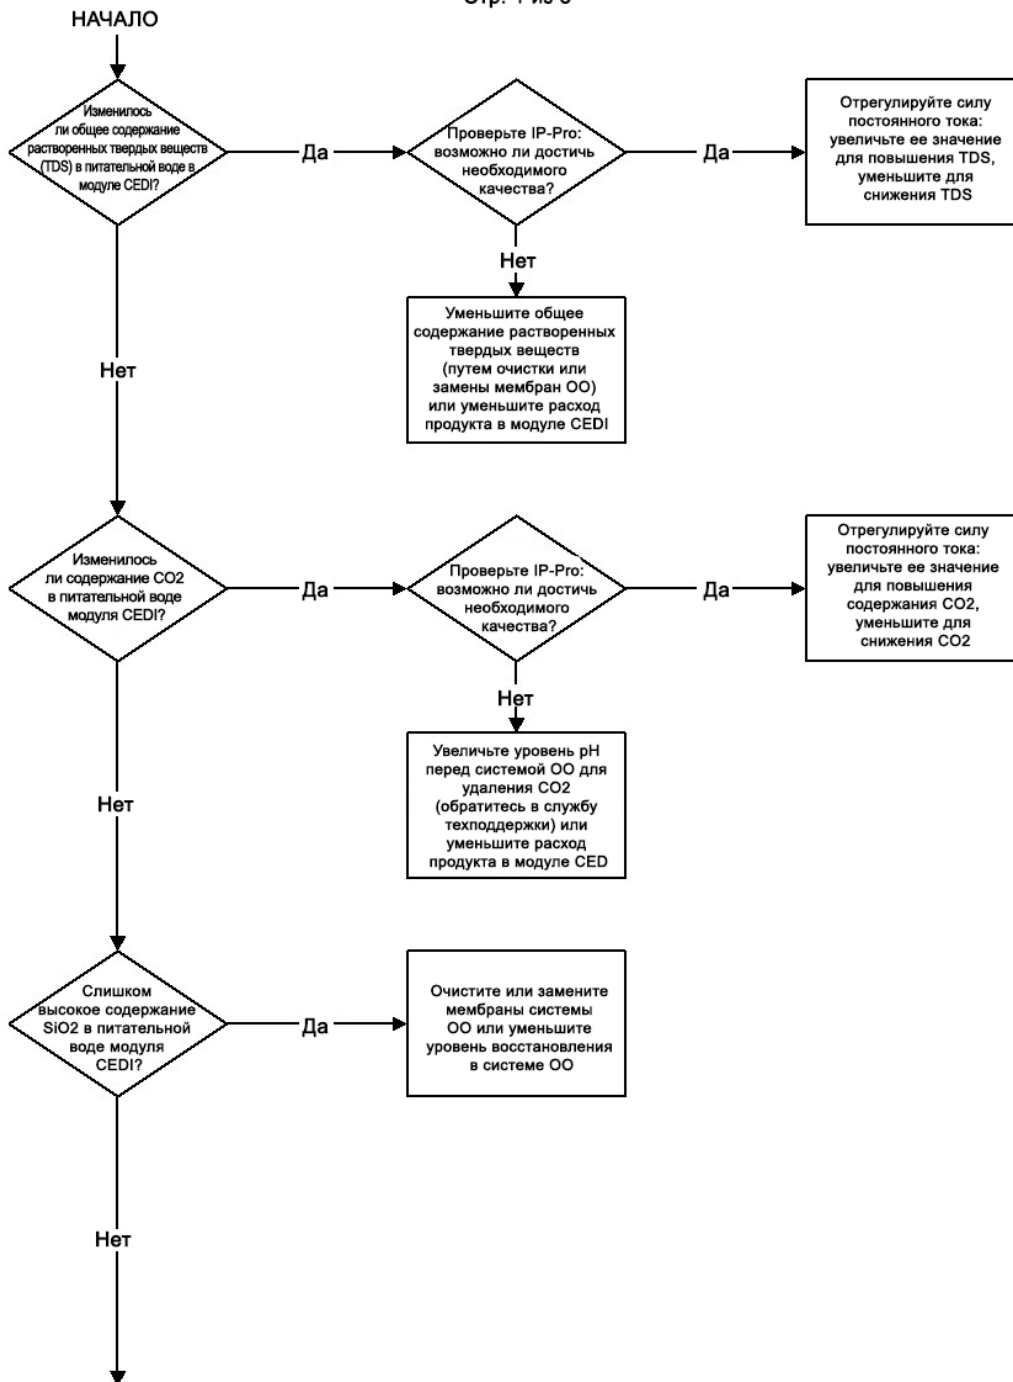 НАЧАЛО
Изменилось
ли общее содержание
растворенных твердых веществ
(TDS) в питательной воде в
модуле CEDI?
Да
Проверьте IP-Pro:
возможно ли достичь
необходимого
качества?
Да
Отрегулируйте силу
постоянного тока:
увеличьте ее значение
для повышения TDS,
уменьшите для
снижения TDS
Нет
Уменьшите общее
содержание растворенных
твердых веществ
(путем очистки или
замены мембран ОО)
или уменьшите расход
продукта в модуле CEDI
Нет
Изменилось
ли содержание CO2
в питательной воде
модуля CEDI?
Да
Проверьте IP-Pro:
возможно ли достичь
необходимого
качества?
Да
Отрегулируйте силу
постоянного тока:
увеличьте ее значение
для повышения
содержания CO2,
уменьшите для
снижения CO2
Нет
Увеличьте уровень pH
перед системой ОО для
удаления CO2
(обратитесь в службу
техподдержки) или
уменьшите расход
продукта в модуле CED
Нет
Слишком
высокое содержание
SiO2 в питательной
воде модуля
CEDI?
Да
Очистите или замените
мембраны системы
ОО или уменьшите
уровень восстановления
в системе ОО
Нет